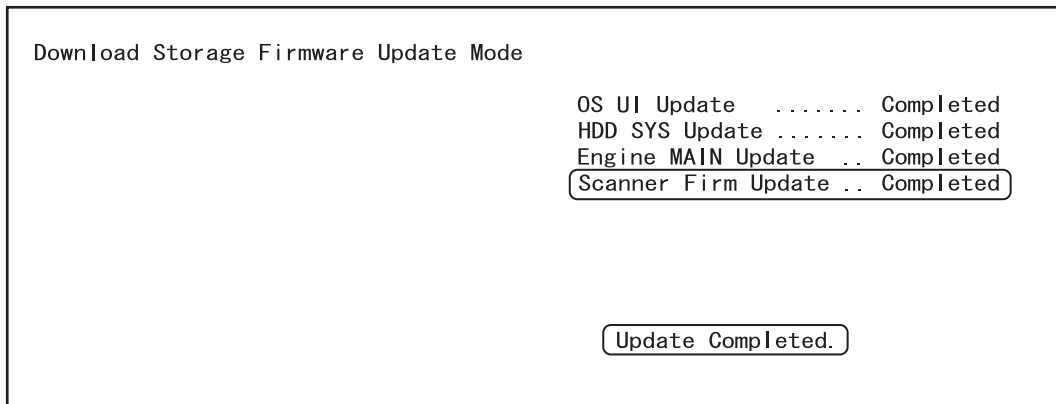 Download Storage Firmware Update Mode
OS UI Update ....... Completed
HDD SYS Update ....... Completed
Engine MAIN Update .. Completed
Scanner Firm Update .. Completed
Update Completed.